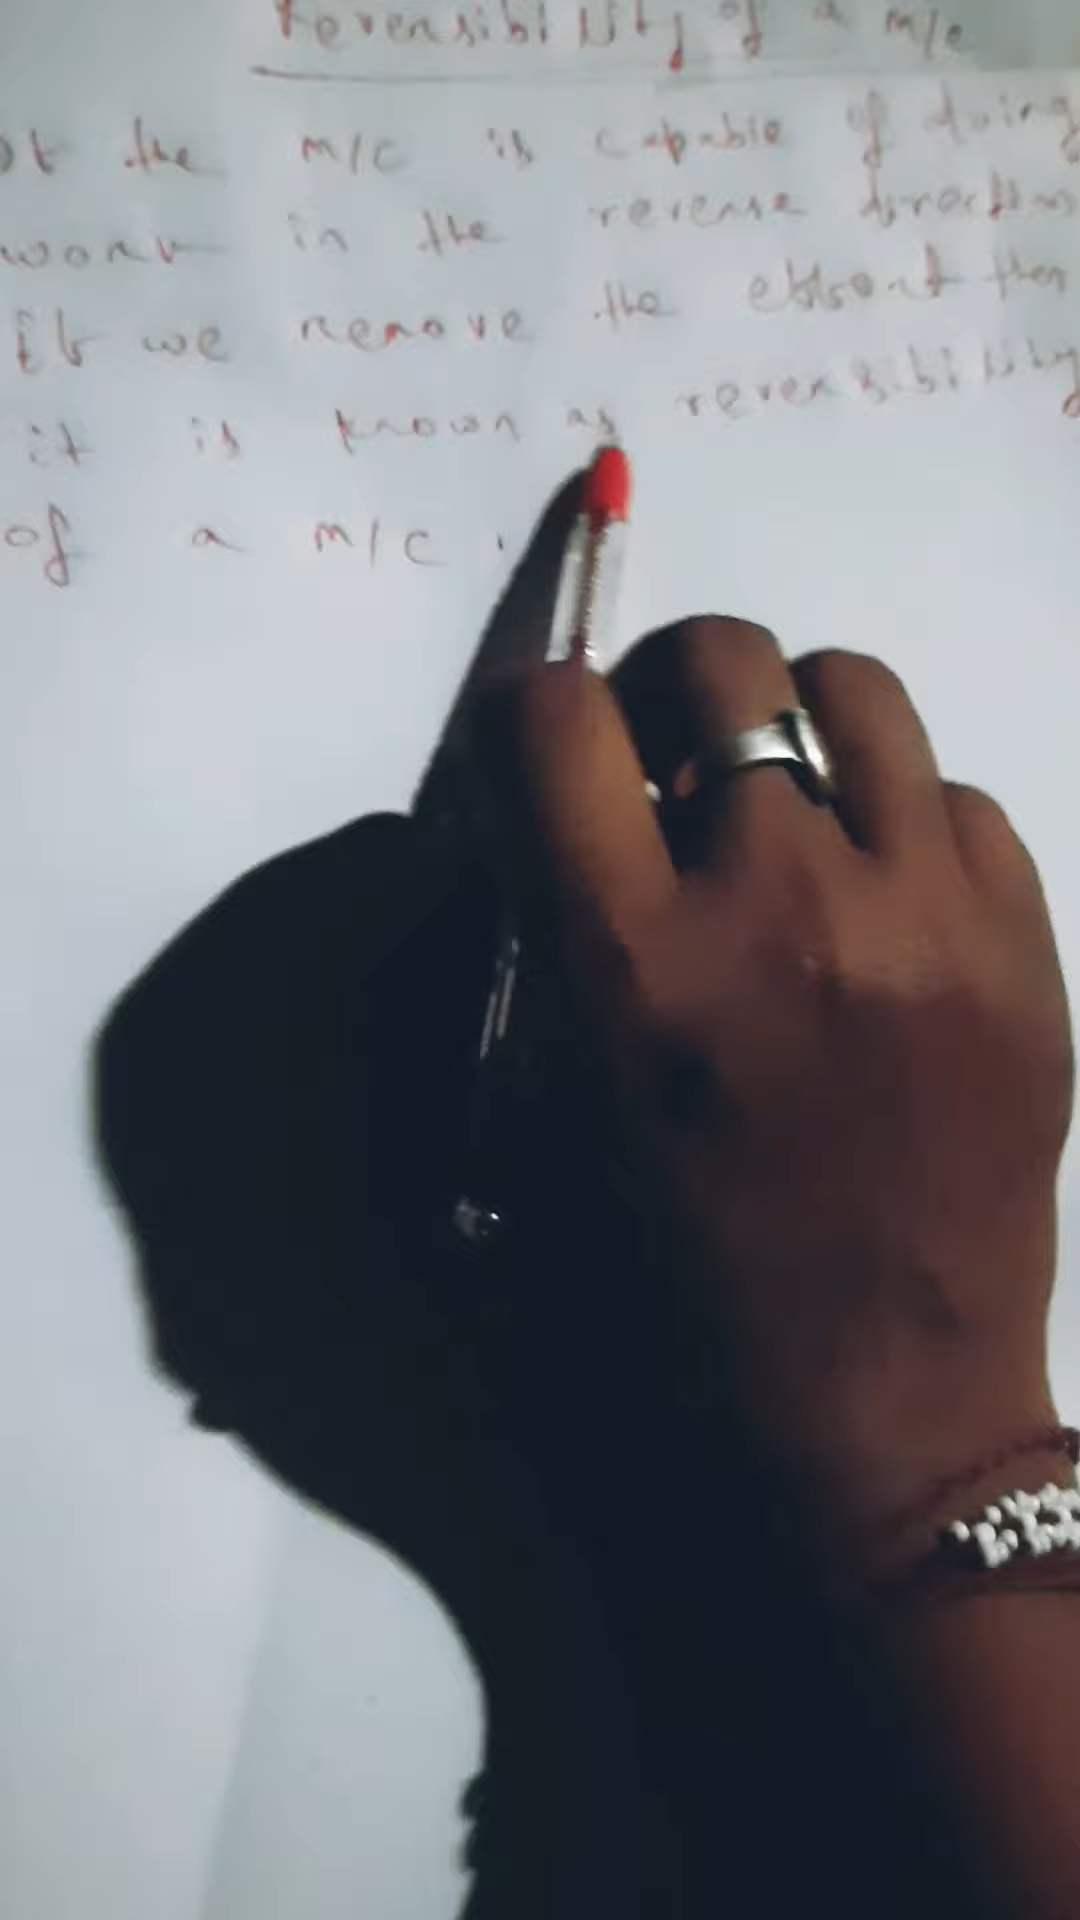 reversibility of a m/c
If the m/c is capable of doing
work in the reverse direction
if we remove the effort then
it is known as reversibility
of a m/c.